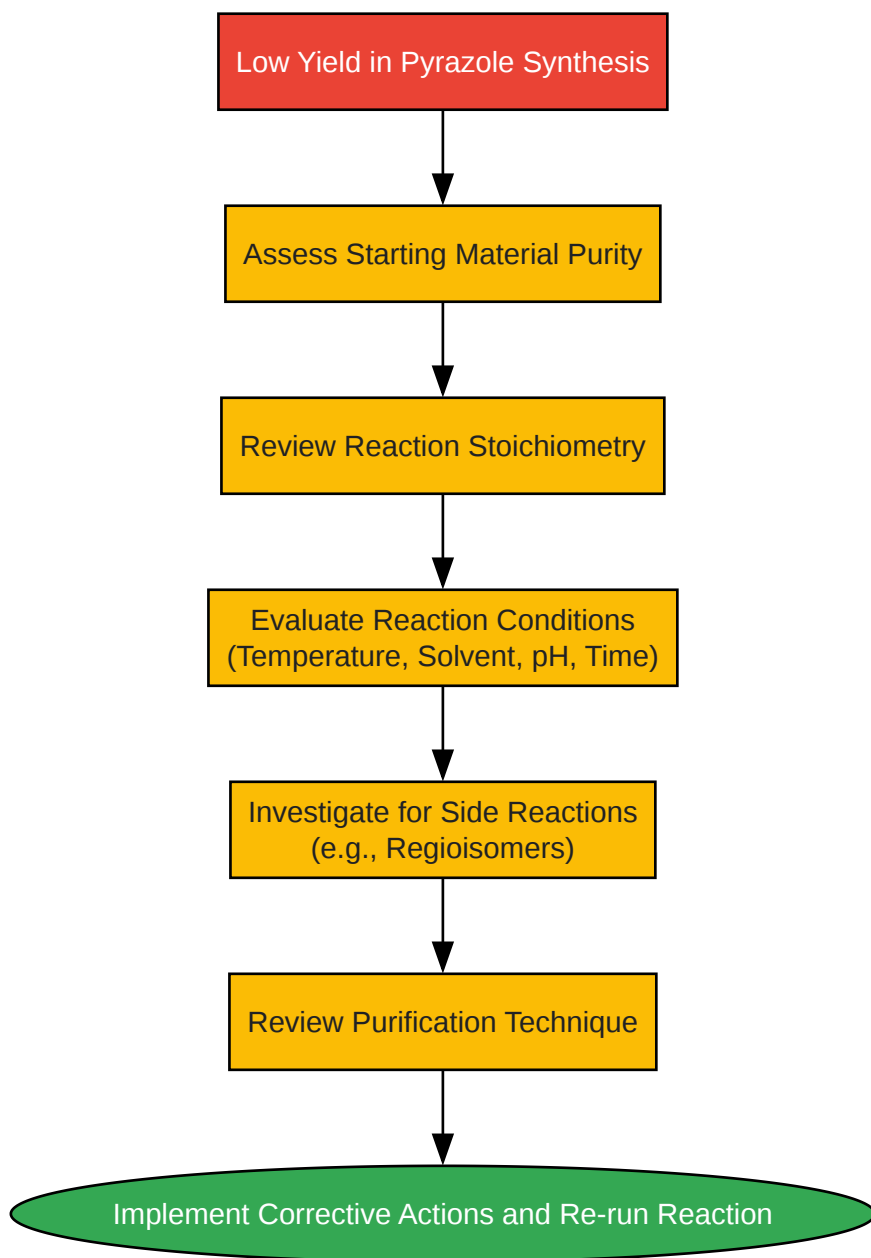 Low Yield in Pyrazole Synthesis
Assess Starting Material Purity
Review Reaction Stoichiometry
Evaluate Reaction Conditions
(Temperature, Solvent, pH, Time)
Investigate for Side Reactions
(e.g., Regioisomers)
Review Purification Technique
Implement Corrective Actions and Re-run Reaction